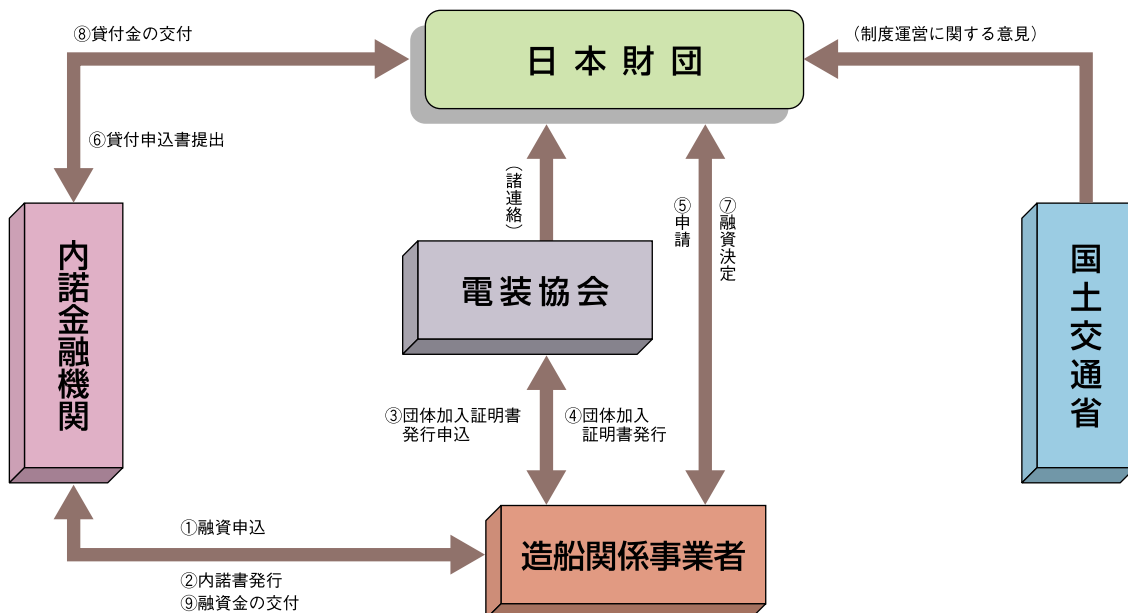 ⑧貸付金の交付
(制度運営に関する意見)
日本財団
⑥貸付申込書提出
(諸連絡)
⑤申請
⑦融資決定
内諾金融機関
電装協会
国土交通省
③団体加入証明書
発行申込
④団体加入
証明書発行
①融資申込
造船関係事業者
②内諾書発行
⑨融資金の交付